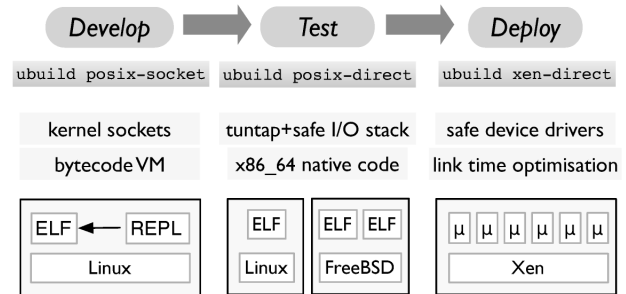 Develop Test Deploy
ubuild posix-socket ubuild posix-direct ubuild xen-direct
kernel sockets tuntap+safe I/O stack safe device drivers
bytecode VM x86_64 native code link time optimisation
ELF REPL ELF ELF ELF μ μ μ μ μ μ
Linux Linux FreeBSD Xen